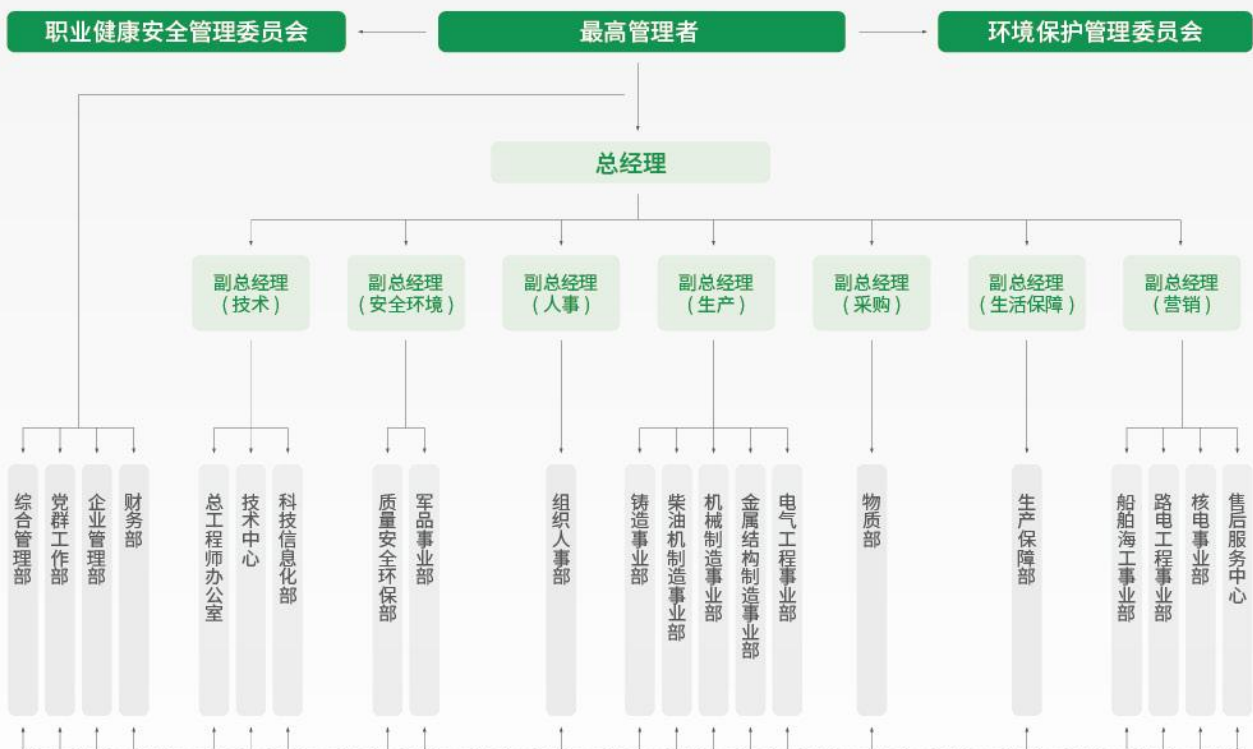 职业健康安全管理委员会
最高管理者
环境保护管理委员会
总经理
副总经理
(技术)
副总经理
(安全环境)
副总经理
(人事)
副总经理
(生产)
副总经理
(采购)
副总经理
(生活保障)
副总经理
(营销)
综合管理部
党群工作部
企业管理部
财务部
总工程师办公室
技术中心
科技信息化部
质量安全环保部
军品事业部
组织人事部
铸造事业部
柴油机制造事业部
机械制造事业部
金属结构制造事业部
电气工程事业部
物质部
生产保障部
船舶海工事业部
路电工程事业部
核电事业部
售后服务中心